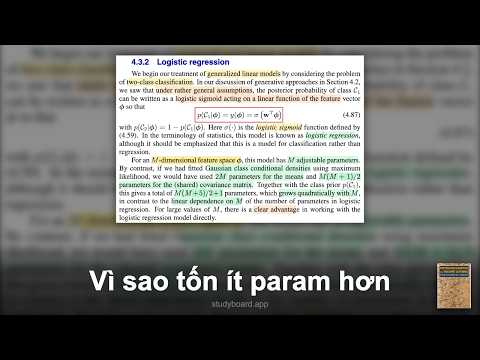 4.3.2 Logistic regression
We begin our treatment of generalized linear models by considering the problem
of two-class classification. In our discussion of generative approaches in Section 4.2,
we saw that under rather general assumptions, the posterior probability of class C₁
can be written as a logistic sigmoid acting on a linear function of the feature vector
ϕ so that
p(C₁|ϕ) = y(ϕ) = σ(wᵀϕ) (4.87)
with p(C₂|ϕ) = 1 − p(C₁|ϕ). Here σ(·) is the logistic sigmoid function defined by
(4.59). In the terminology of statistics, this model is known as logistic regression,
although it should be emphasized that this is a model for classification rather than
regression.
For an M-dimensional feature space ϕ, this model has M adjustable parameters.
By contrast, if we had fitted Gaussian class conditional densities using maximum
likelihood, we would have used 2M parameters for the means and M(M + 1)/2
parameters for the (shared) covariance matrix. Together with the class prior p(C₁),
this gives a total of M(M+5)/2+1 parameters, which grows quadratically with M,
in contrast to the linear dependence on M of the number of parameters in logistic
regression. For large values of M, there is a clear advantage in working with the
logistic regression model directly.
Vì sao tốn ít param hơn
studyboard.app